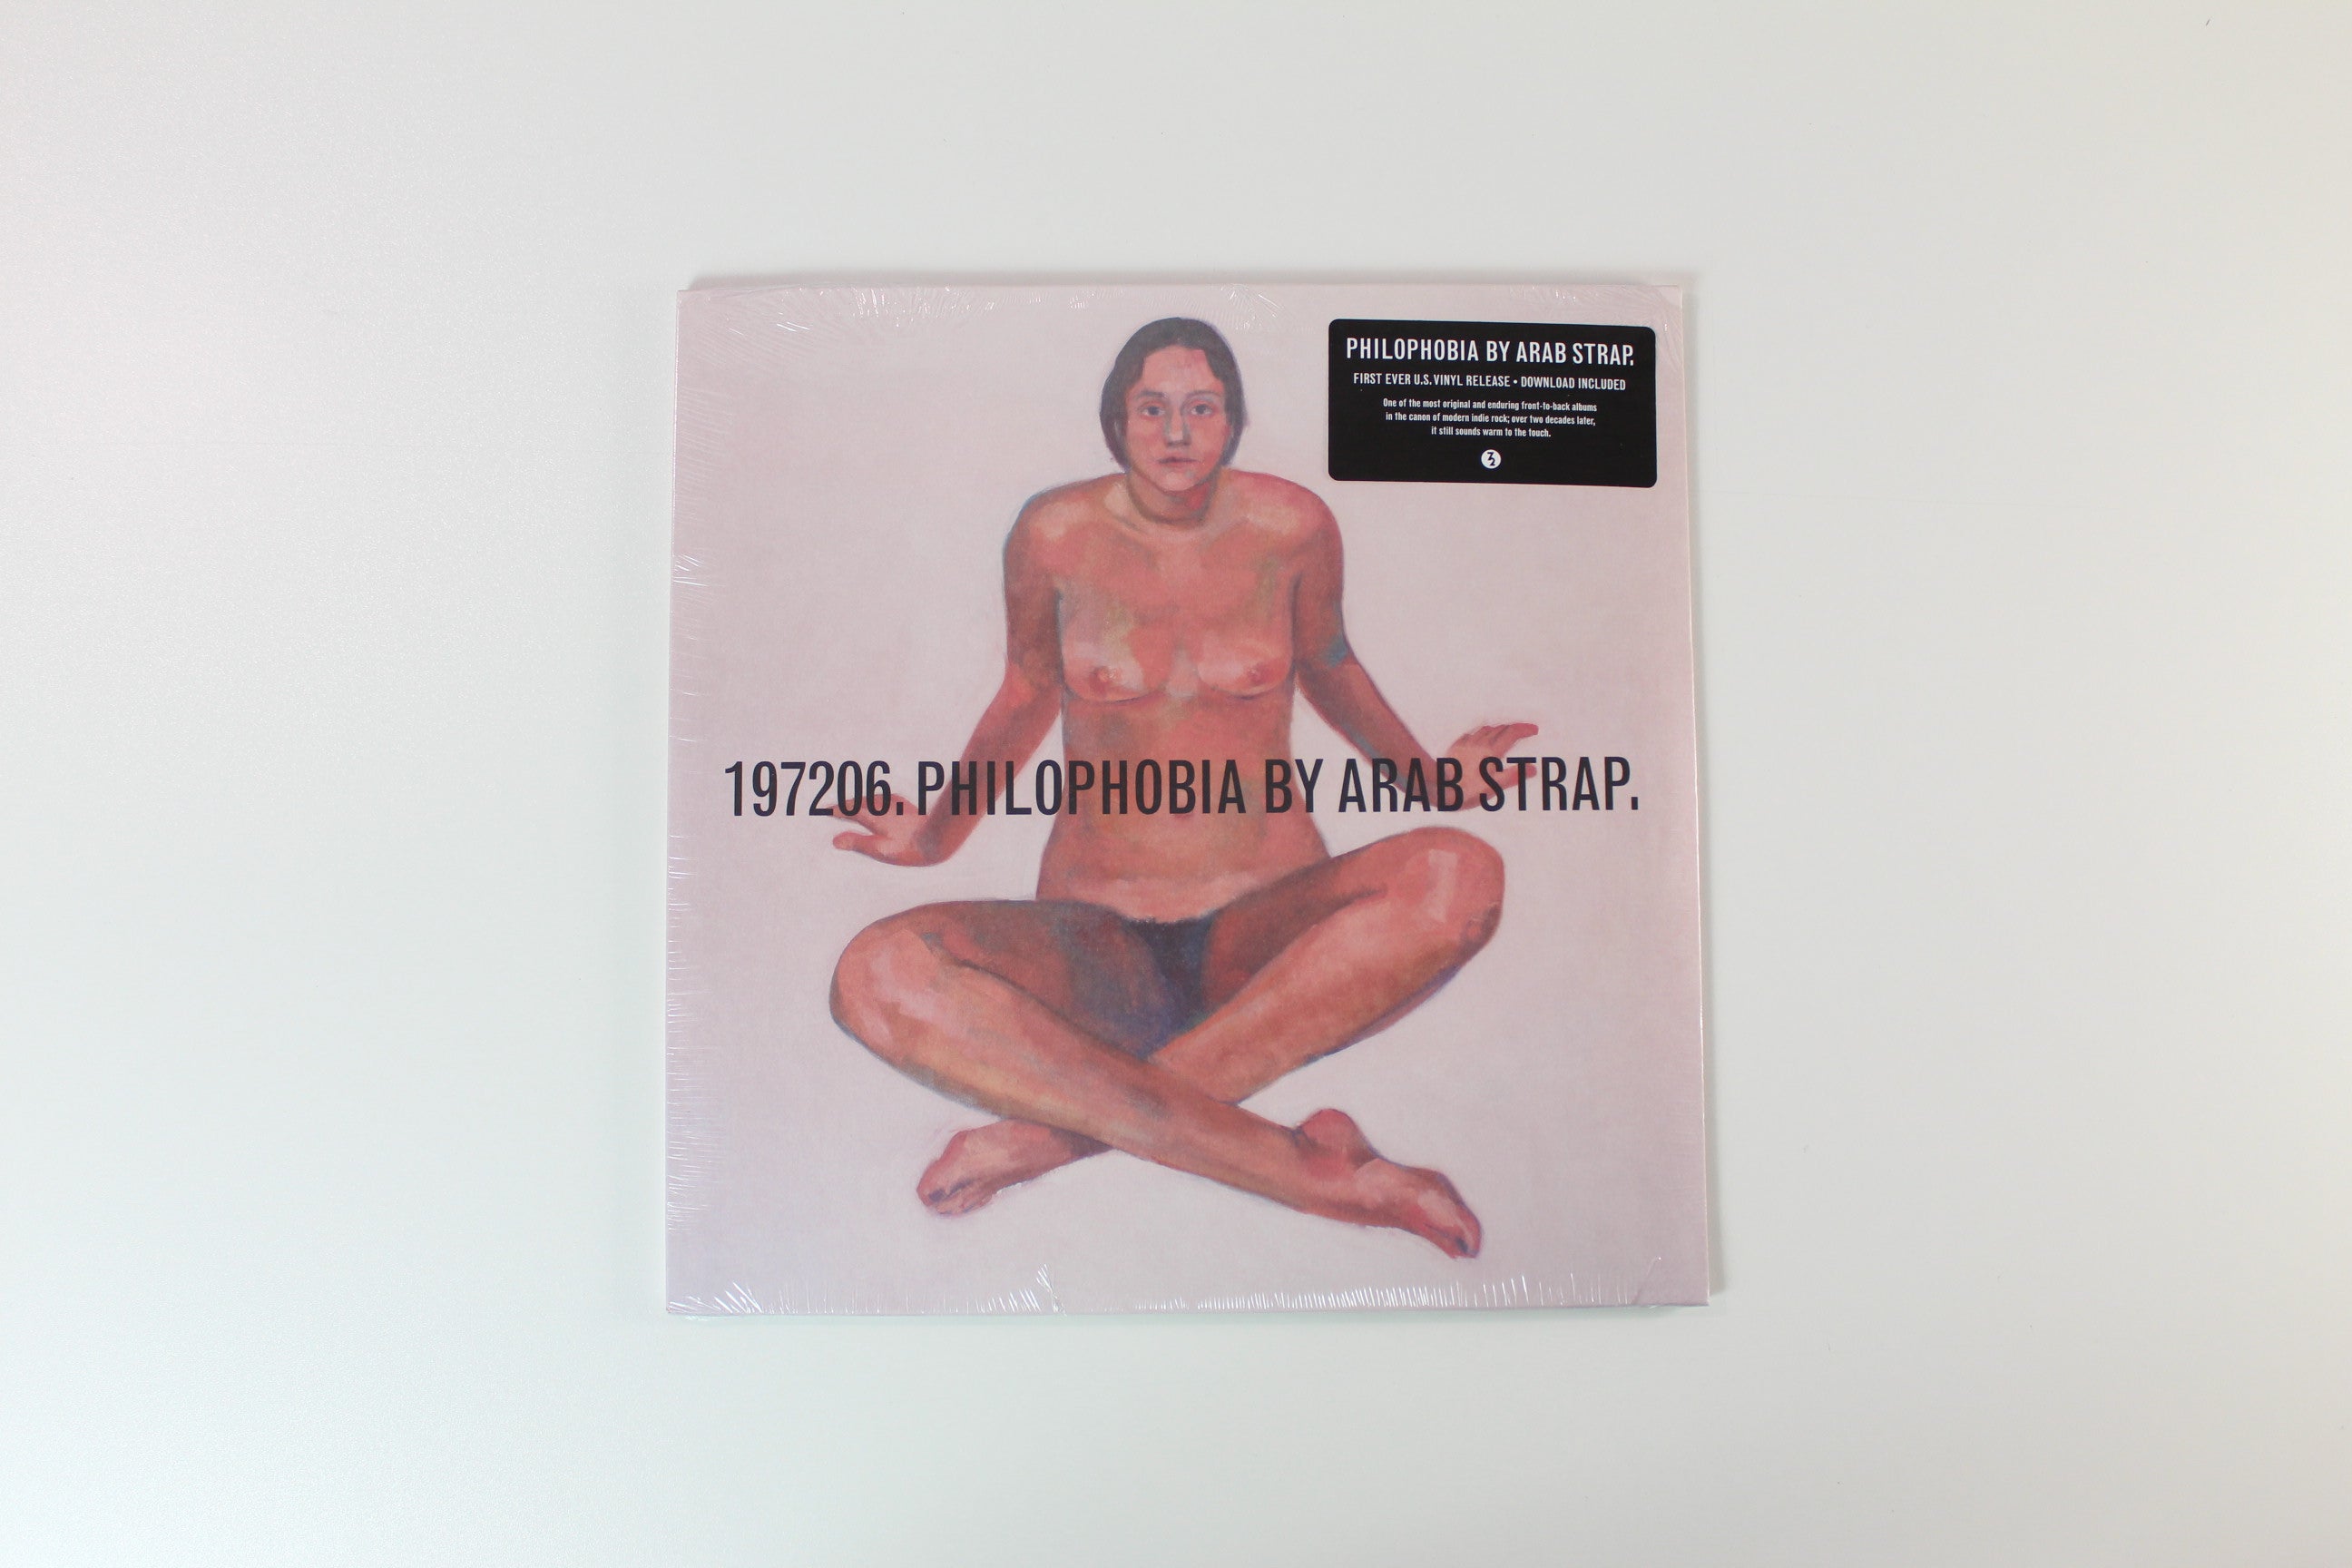 PHILOPHOBIA BY ARAB STRAP.
FIRST EVER U.S. VINYL RELEASE • DOWNLOAD INCLUDED
One of the most original and enduring front-to-back albums
in the canon of modern indie rock; over two decades later,
it still sounds warm to the touch.
197206. PHILOPHOBIA BY ARAB STRAP.